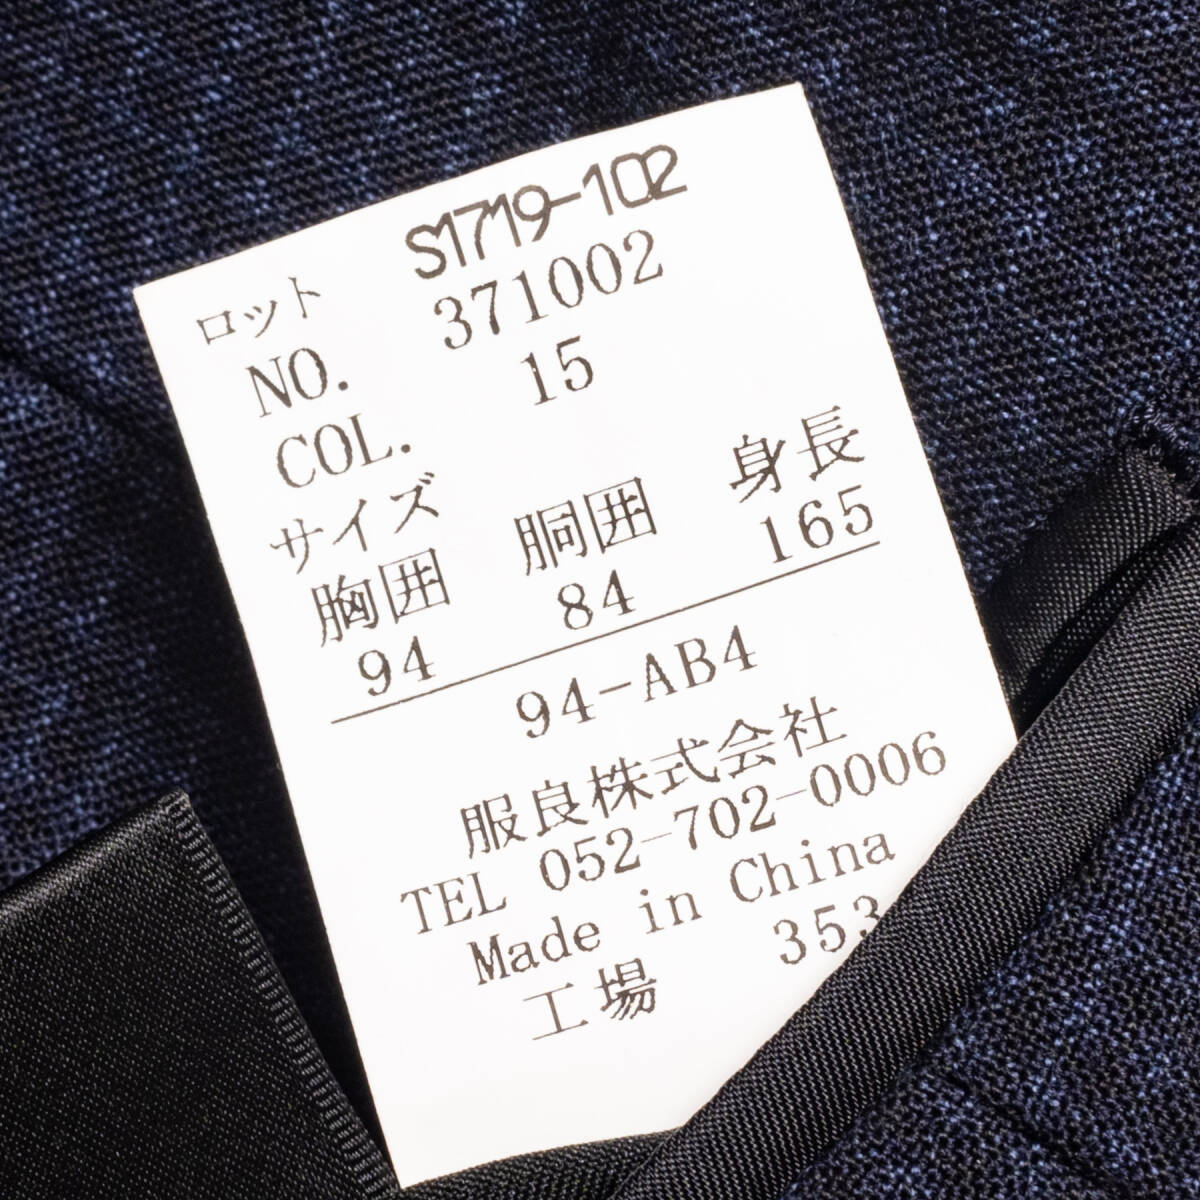 ロット S1719-102
NO. 371002
COL. 15
サイズ
胸囲 胴囲 身長
94 84 165
94-AB4
服良株式会社
TEL 052-702-0006
Made in China
工場 353